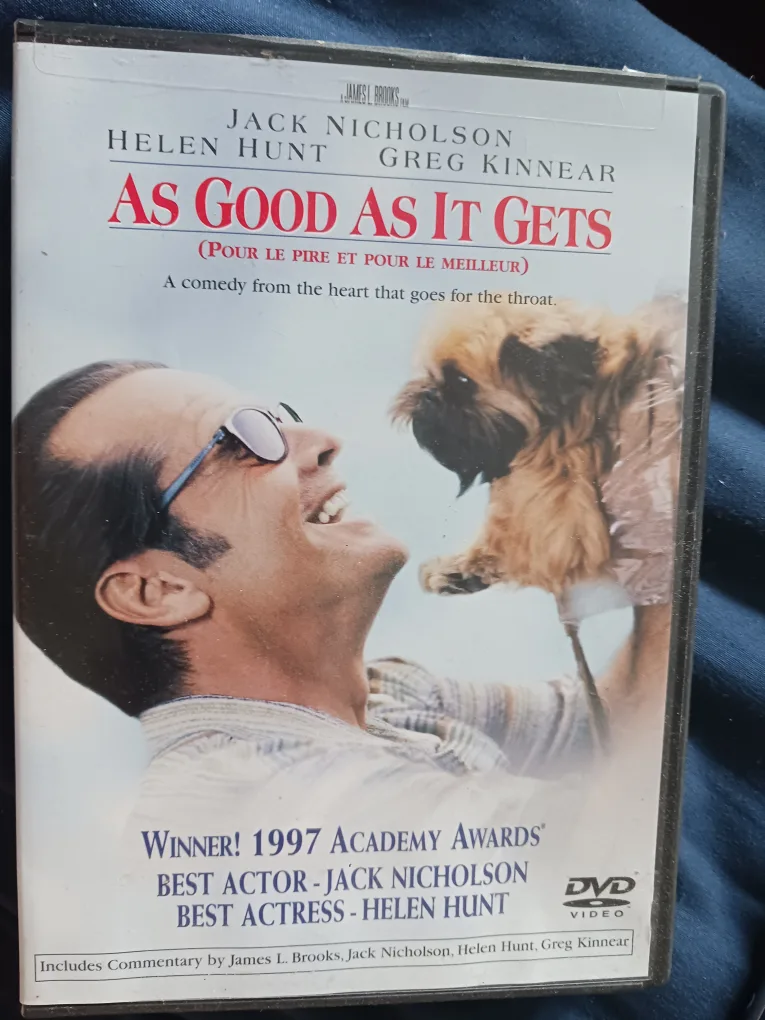 A JAMES L. BROOKS FILM
JACK NICHOLSON
HELEN HUNT GREG KINNEAR
AS GOOD AS IT GETS
(POUR LE PIRE ET POUR LE MEILLEUR)
A comedy from the heart that goes for the throat.
WINNER! 1997 ACADEMY AWARDS®
BEST ACTOR - JACK NICHOLSON
BEST ACTRESS - HELEN HUNT
DVD
VIDEO
Includes Commentary by James L. Brooks, Jack Nicholson, Helen Hunt, Greg Kinnear